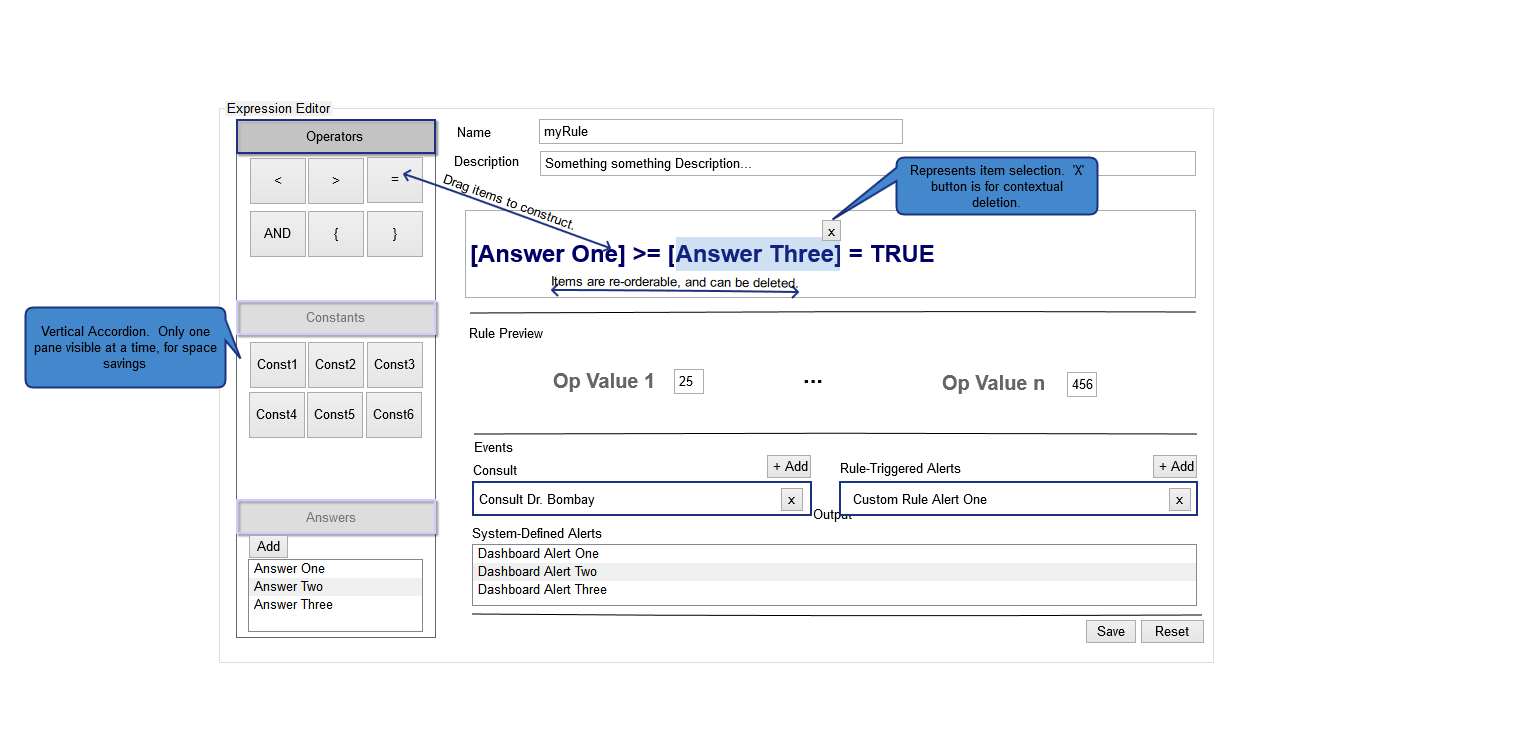 Expression Editor
Operators
<
>
=
AND
{
}
Constants
Const1
Const2
Const3
Const4
Const5
Const6
Answers
Add
Answer One
Answer Two
Answer Three
Vertical Accordion.  Only one
pane visible at a time, for space
savings
Name
myRule
Description
Something something Description...
Represents item selection.  'X'
button is for contextual
deletion.
Drag items to construct.
x
[Answer One] >= [Answer Three] = TRUE
Items are re-orderable, and can be deleted.
Rule Preview
Op Value 1
25
...
Op Value n
456
Events
Consult
+ Add
Consult Dr. Bombay
x
Rule-Triggered Alerts
+ Add
Custom Rule Alert One
x
Output
System-Defined Alerts
Dashboard Alert One
Dashboard Alert Two
Dashboard Alert Three
Save
Reset